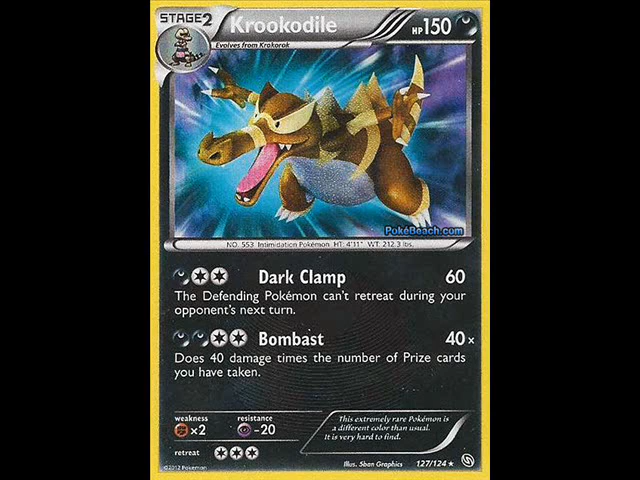 STAGE2
Krookodile
HP150
Evolves from Krokorok
PokéBeach.com
NO. 553 Intimidation Pokémon HT: 4'11" WT: 212.3 lbs.
Dark Clamp 60
The Defending Pokémon can't retreat during your
opponent's next turn.
Bombast 40x
Does 40 damage times the number of Prize cards
you have taken.
weakness
x2
resistance
-20
retreat
This extremely rare Pokémon is
a different color than usual.
It is very hard to find.
Illus. 5ban Graphics
127/124 ★
©2012 Pokémon